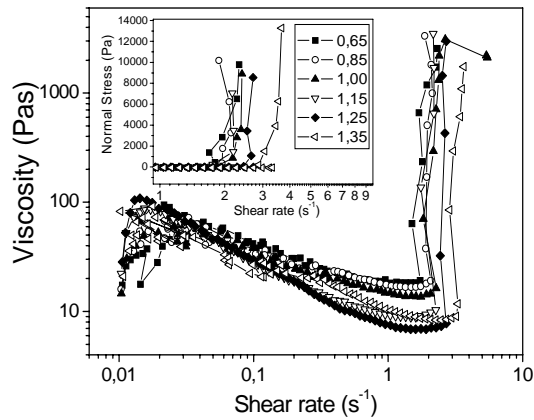 14000
12000
10000
8000
6000
4000
2000
0
Normal Stress (Pa)
1 2 3 4 5 6 7 8 9
Shear rate (s⁻¹)
0,65
0,85
1,00
1,15
1,25
1,35
Viscosity (Pas)
1000
100
10
0,01 0,1 1 10
Shear rate (s⁻¹)